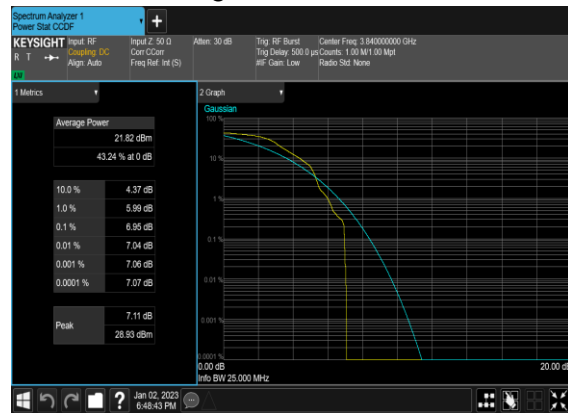 Spectrum Analyzer 1
Power Stat CCDF
KEYSIGHT
R T
LXI
Input: RF
Coupling: DC
Align: Auto
Input Z: 50 Ω
Corr CCorr
Freq Ref: Int (S)
Atten: 30 dB
Trig: RF Burst
Trig Delay: 500.0 µs
#IF Gain: Low
Center Freq: 3.840000000 GHz
Counts: 1.00 M/1.00 Mpt
Radio Std: None
1 Metrics
Average Power
21.82 dBm
43.24 % at 0 dB
10.0 % 4.37 dB
1.0 % 5.99 dB
0.1 % 6.95 dB
0.01 % 7.04 dB
0.001 % 7.06 dB
0.0001 % 7.07 dB
Peak 7.11 dB
28.93 dBm
2 Graph
Gaussian
100 %
10 %
1 %
0.1 %
0.01 %
0.001 %
0.0001 %
0.00 dB
20.00 dB
Info BW 25.000 MHz
?
Jan 02, 2023
6:48:43 PM